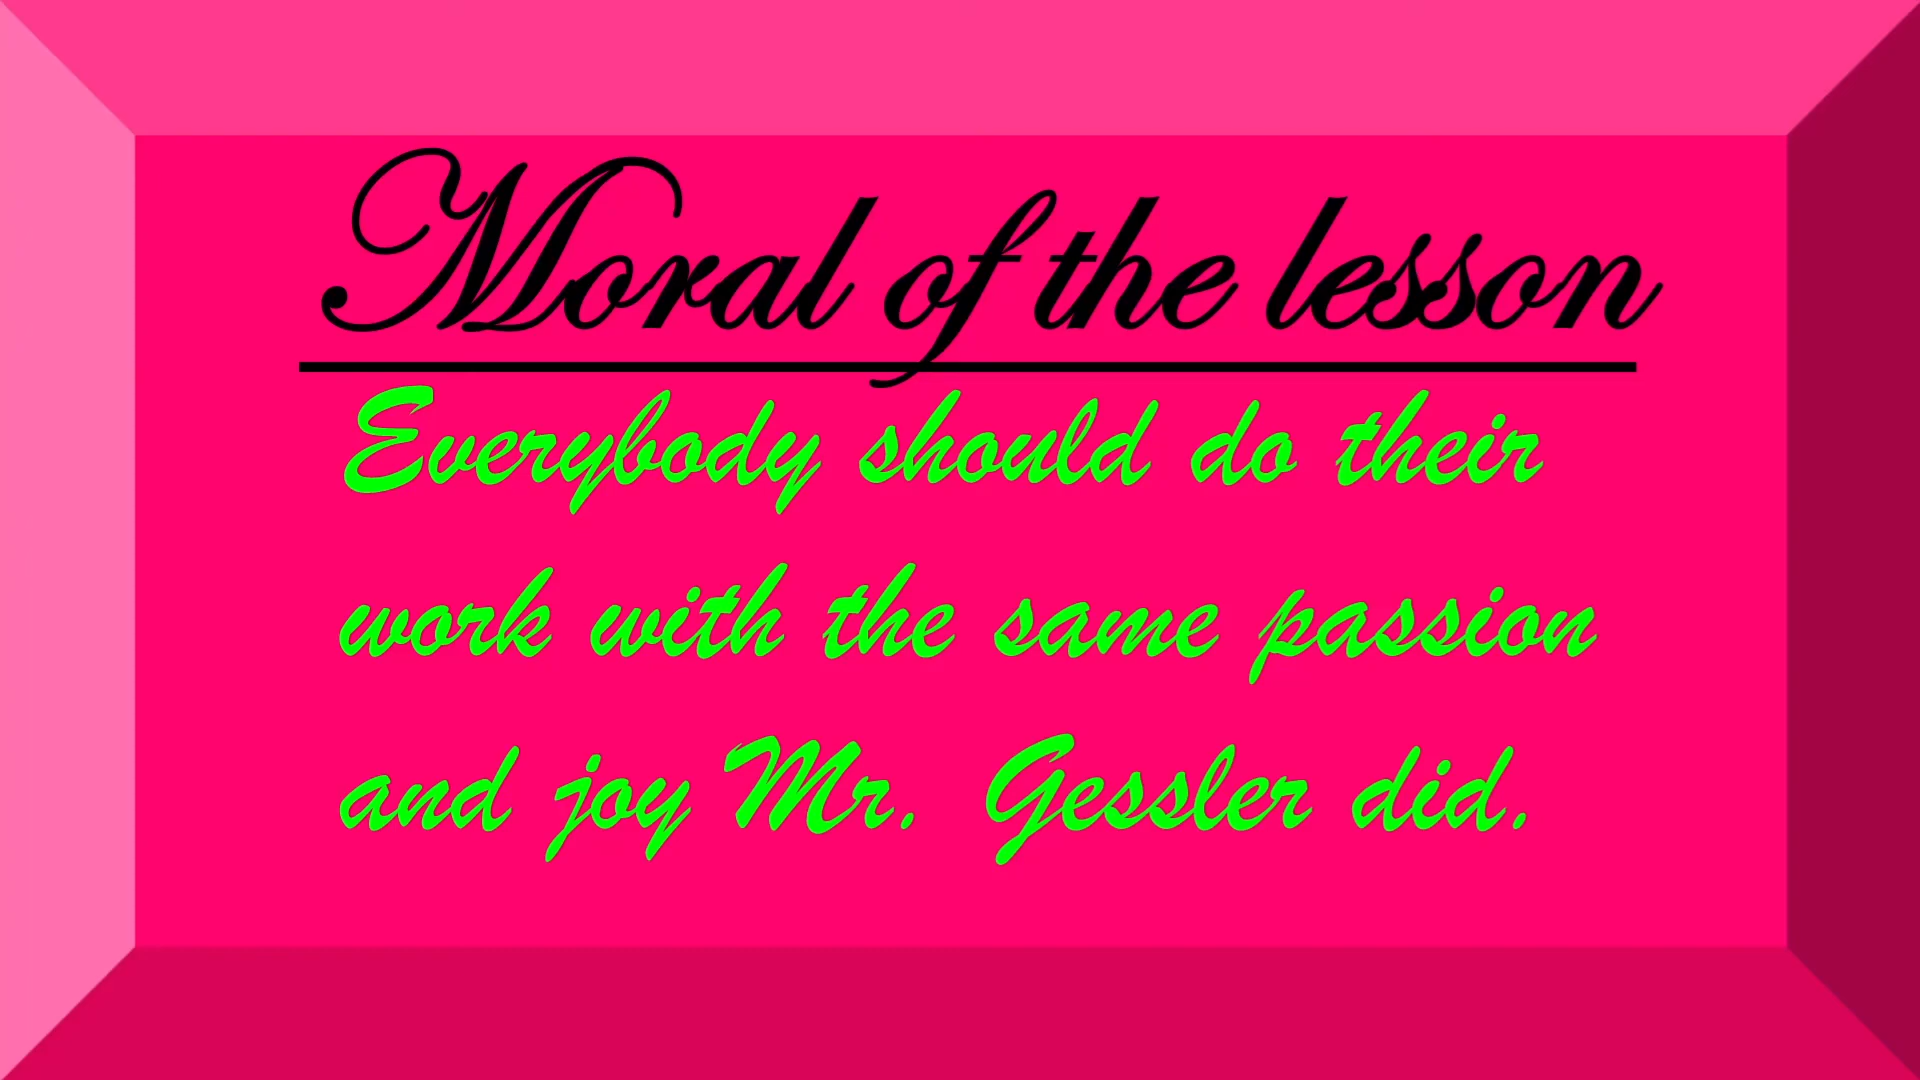 Moral of the lesson
Everybody should do their
work with the same passion
and joy Mr. Gessler did.